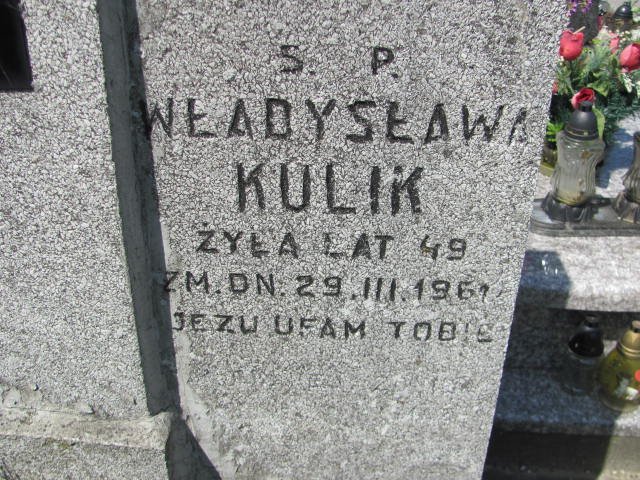 S. P.
WŁADYSŁAWA
KULIK
ŻYŁA LAT 49
ZM. DN. 29. III. 1961
JEZU UFAM TOBIE